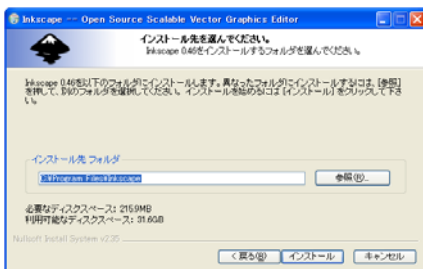 Inkscape -- Open Source Scalable Vector Graphics Editor
インストール先を選んでください。
Inkscape 0.46をインストールするフォルダを選んでください。
Inkscape 0.46を以下のフォルダにインストールします。異なったフォルダにインストールするには、[参照]
を押して、別のフォルダを選択してください。インストールを始めるには [インストール] をクリックして下さ
い。
インストール先 フォルダ
C:¥Program Files¥Inkscape
参照(R)...
必要なディスクスペース: 215.9MB
利用可能なディスクスペース: 31.6GB
Nullsoft Install System v2.35
< 戻る(B)
インストール
キャンセル